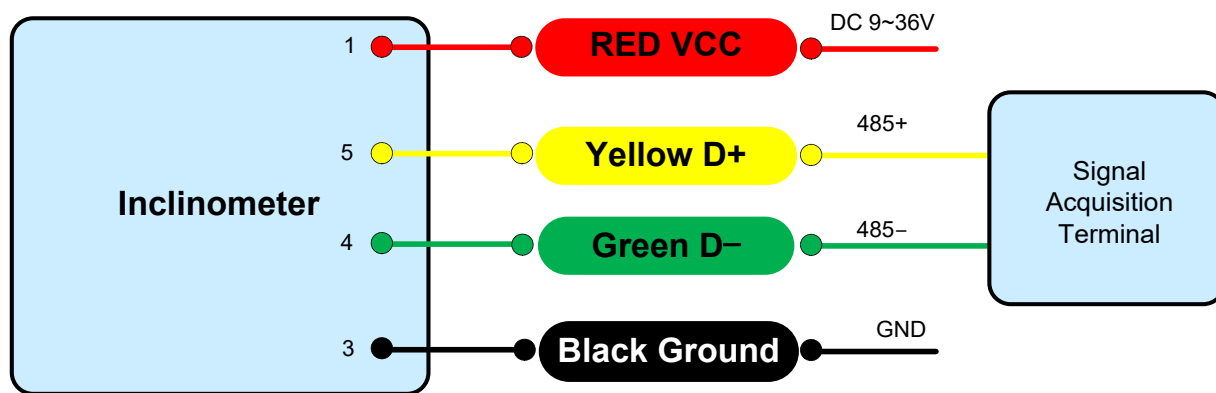 1
RED VCC
DC 9~36V
5
Yellow D+
485+
Inclinometer
4
Green D−
485−
Signal
Acquisition
Terminal
3
Black Ground
GND